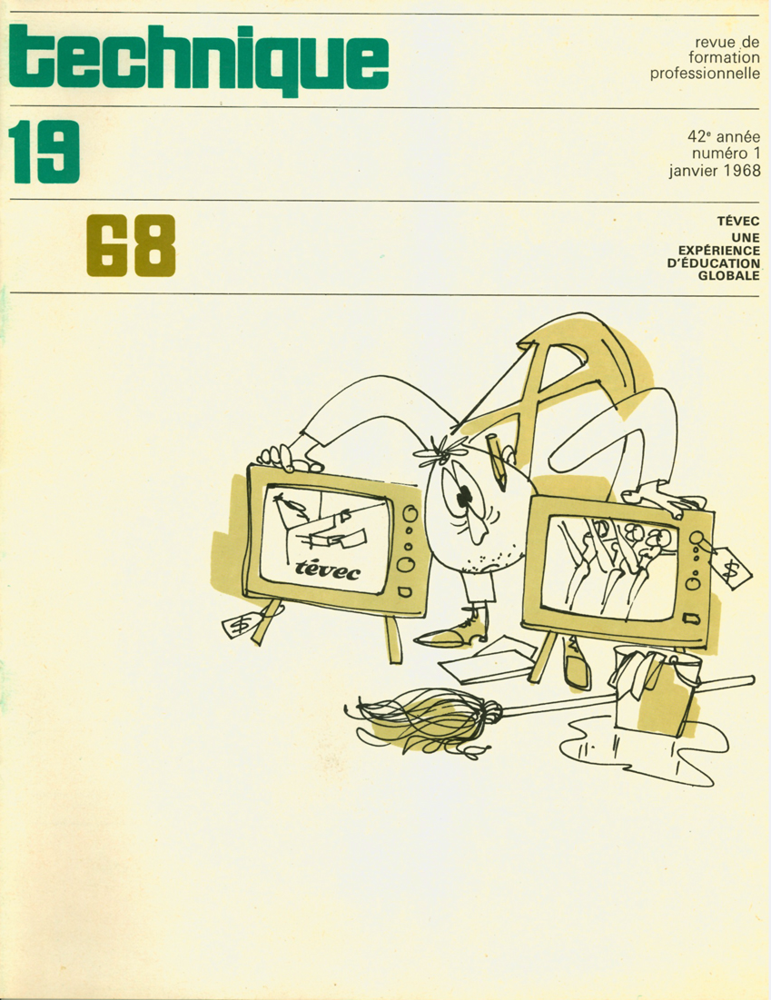 technique
revue de
formation
professionnelle
19
42e année
numéro 1
janvier 1968
68
TÉVEC
UNE
EXPÉRIENCE
D'ÉDUCATION
GLOBALE
tévec
$
$